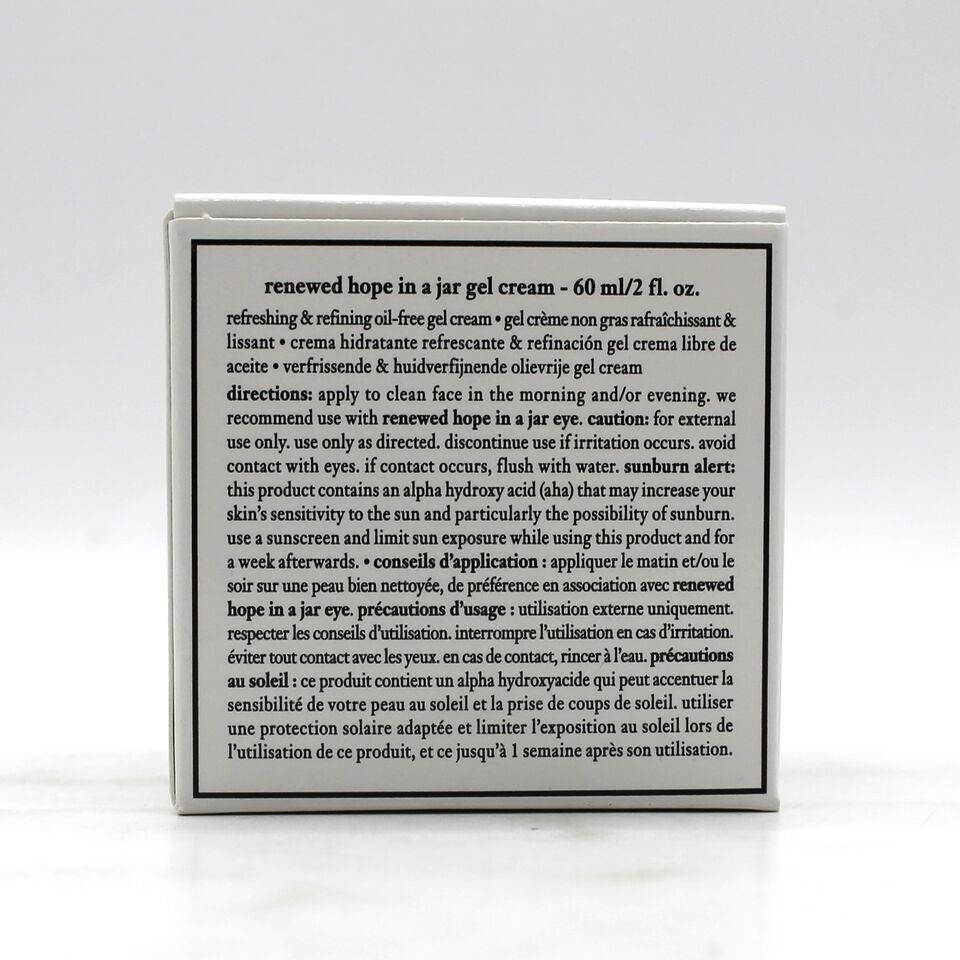 renewed hope in a jar gel cream - 60 ml/2 fl. oz.
refreshing & refining oil-free gel cream • gel crème non gras rafraîchissant &
lissant • crema hidratante refrescante & refinación gel crema libre de
aceite • verfrissende & huidverfijnende olievrije gel cream
directions: apply to clean face in the morning and/or evening. we
recommend use with renewed hope in a jar eye. caution: for external
use only. use only as directed. discontinue use if irritation occurs. avoid
contact with eyes. if contact occurs, flush with water. sunburn alert:
this product contains an alpha hydroxy acid (aha) that may increase your
skin's sensitivity to the sun and particularly the possibility of sunburn.
use a sunscreen and limit sun exposure while using this product and for
a week afterwards. • conseils d'application : appliquer le matin et/ou le
soir sur une peau bien nettoyée, de préférence en association avec renewed
hope in a jar eye. précautions d'usage : utilisation externe uniquement.
respecter les conseils d'utilisation. interrompre l'utilisation en cas d'irritation.
éviter tout contact avec les yeux. en cas de contact, rincer à l'eau. précautions
au soleil : ce produit contient un alpha hydroxyacide qui peut accentuer la
sensibilité de votre peau au soleil et la prise de coups de soleil. utiliser
une protection solaire adaptée et limiter l'exposition au soleil lors de
l'utilisation de ce produit, et ce jusqu'à 1 semaine après son utilisation.